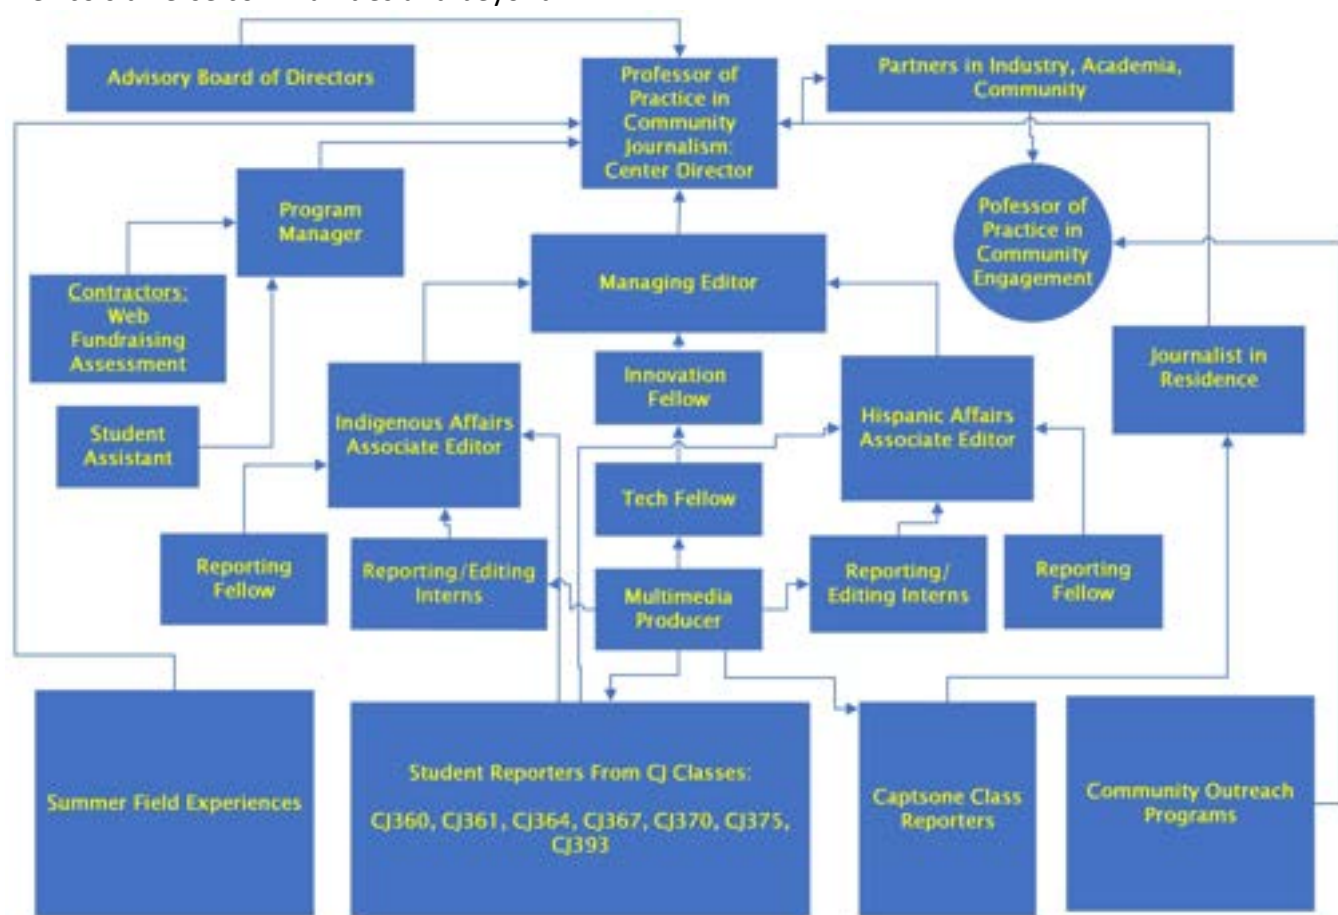 Advisory Board of Directors
Professor of
Practice in
Community
Journalism:
Center Director
Partners in Industry, Academia,
Community
Program
Manager
Pofessor of
Practice in
Community
Engagement
Contractors:
Web
Fundraising
Assessment
Managing Editor
Journalist in
Residence
Innovation
Fellow
Student
Assistant
Indigenous Affairs
Associate Editor
Hispanic Affairs
Associate Editor
Tech Fellow
Reporting
Fellow
Reporting/Editing
Interns
Multimedia
Producer
Reporting/
Editing Interns
Reporting
Fellow
Summer Field Experiences
Student Reporters From CJ Classes:
CJ360, CJ361, CJ364, CJ367, CJ370, CJ375,
CJ393
Captsone Class
Reporters
Community Outreach
Programs